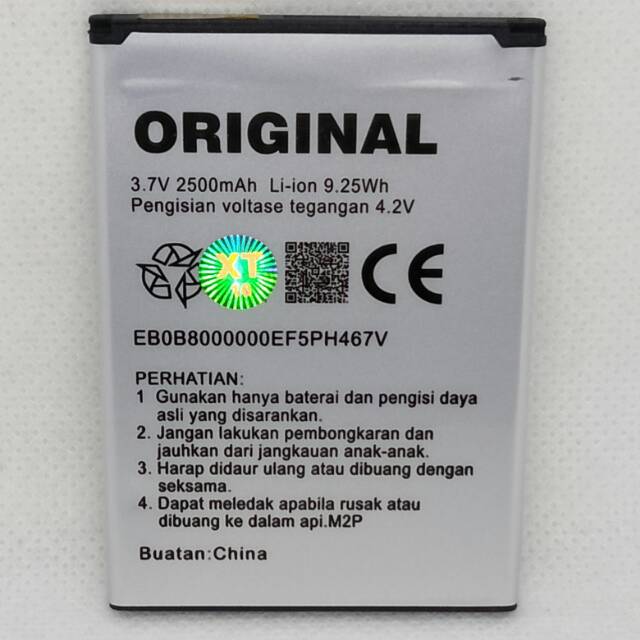 ORIGINAL
3.7V 2500mAh Li-ion 9.25Wh
Pengisian voltase tegangan 4.2V
XT
10
CE
EB0B8000000EF5PH467V
PERHATIAN:
1 Gunakan hanya baterai dan pengisi daya
asli yang disarankan.
2. Jangan lakukan pembongkaran dan
jauhkan dari jangkauan anak-anak.
3. Harap didaur ulang atau dibuang dengan
seksama.
4. Dapat meledak apabila rusak atau
dibuang ke dalam api.M2P
Buatan:China